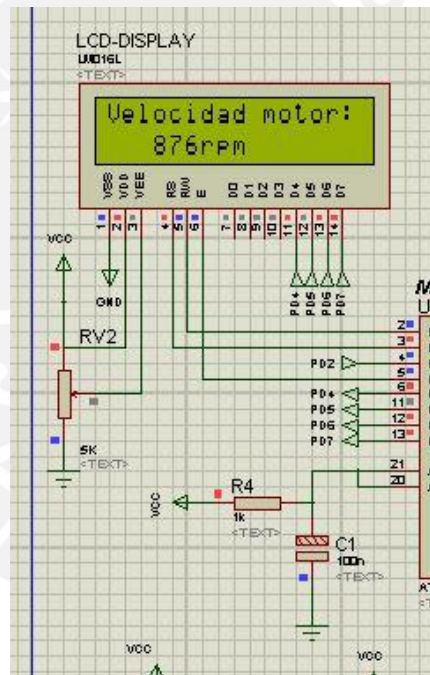 LCD-DISPLAY
LM016L
<TEXT>
Velocidad motor:
876rpm
VSS VDD VEE RS RW E D0 D1 D2 D3 D4 D5 D6 D7
1 2 3 4 5 6 7 8 9 10 11 12 13 14
VCC
GND
PD4 PD5 PD6 PD7
RV2
5K
<TEXT>
PD2
PD4
PD5
PD6
PD7
2
3
4
5
6
11
12
13
21
20
VCC
R4
1k
<TEXT>
C1
100n
<TEXT>
VCC
VCC